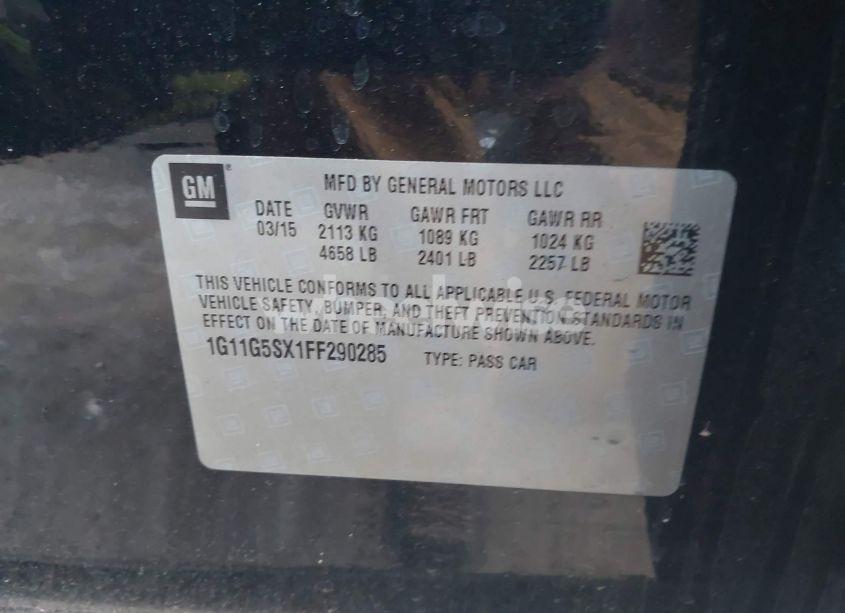 GM®
MFD BY GENERAL MOTORS LLC
DATE GVWR GAWR FRT GAWR RR
03/15 2113 KG 1089 KG 1024 KG
4658 LB 2401 LB 2257 LB
THIS VEHICLE CONFORMS TO ALL APPLICABLE U.S. FEDERAL MOTOR
VEHICLE SAFETY, BUMPER, AND THEFT PREVENTION STANDARDS IN
EFFECT ON THE DATE OF MANUFACTURE SHOWN ABOVE.
1G11G5SX1FF290285 TYPE: PASS CAR